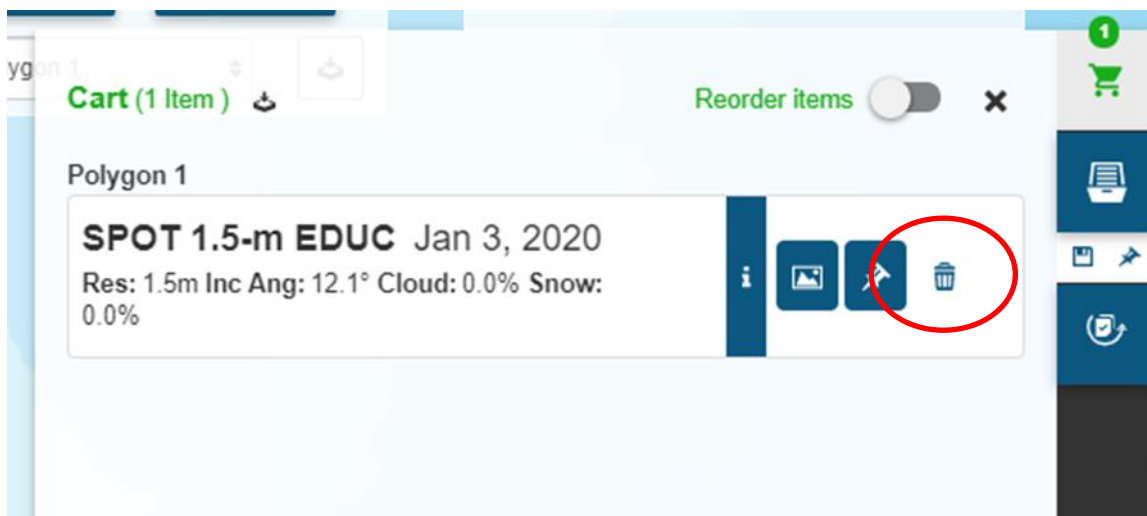 1
ygon 1
Cart (1 Item )
Reorder items
Polygon 1
SPOT 1.5-m EDUC Jan 3, 2020
Res: 1.5m Inc Ang: 12.1° Cloud: 0.0% Snow:
0.0%
i